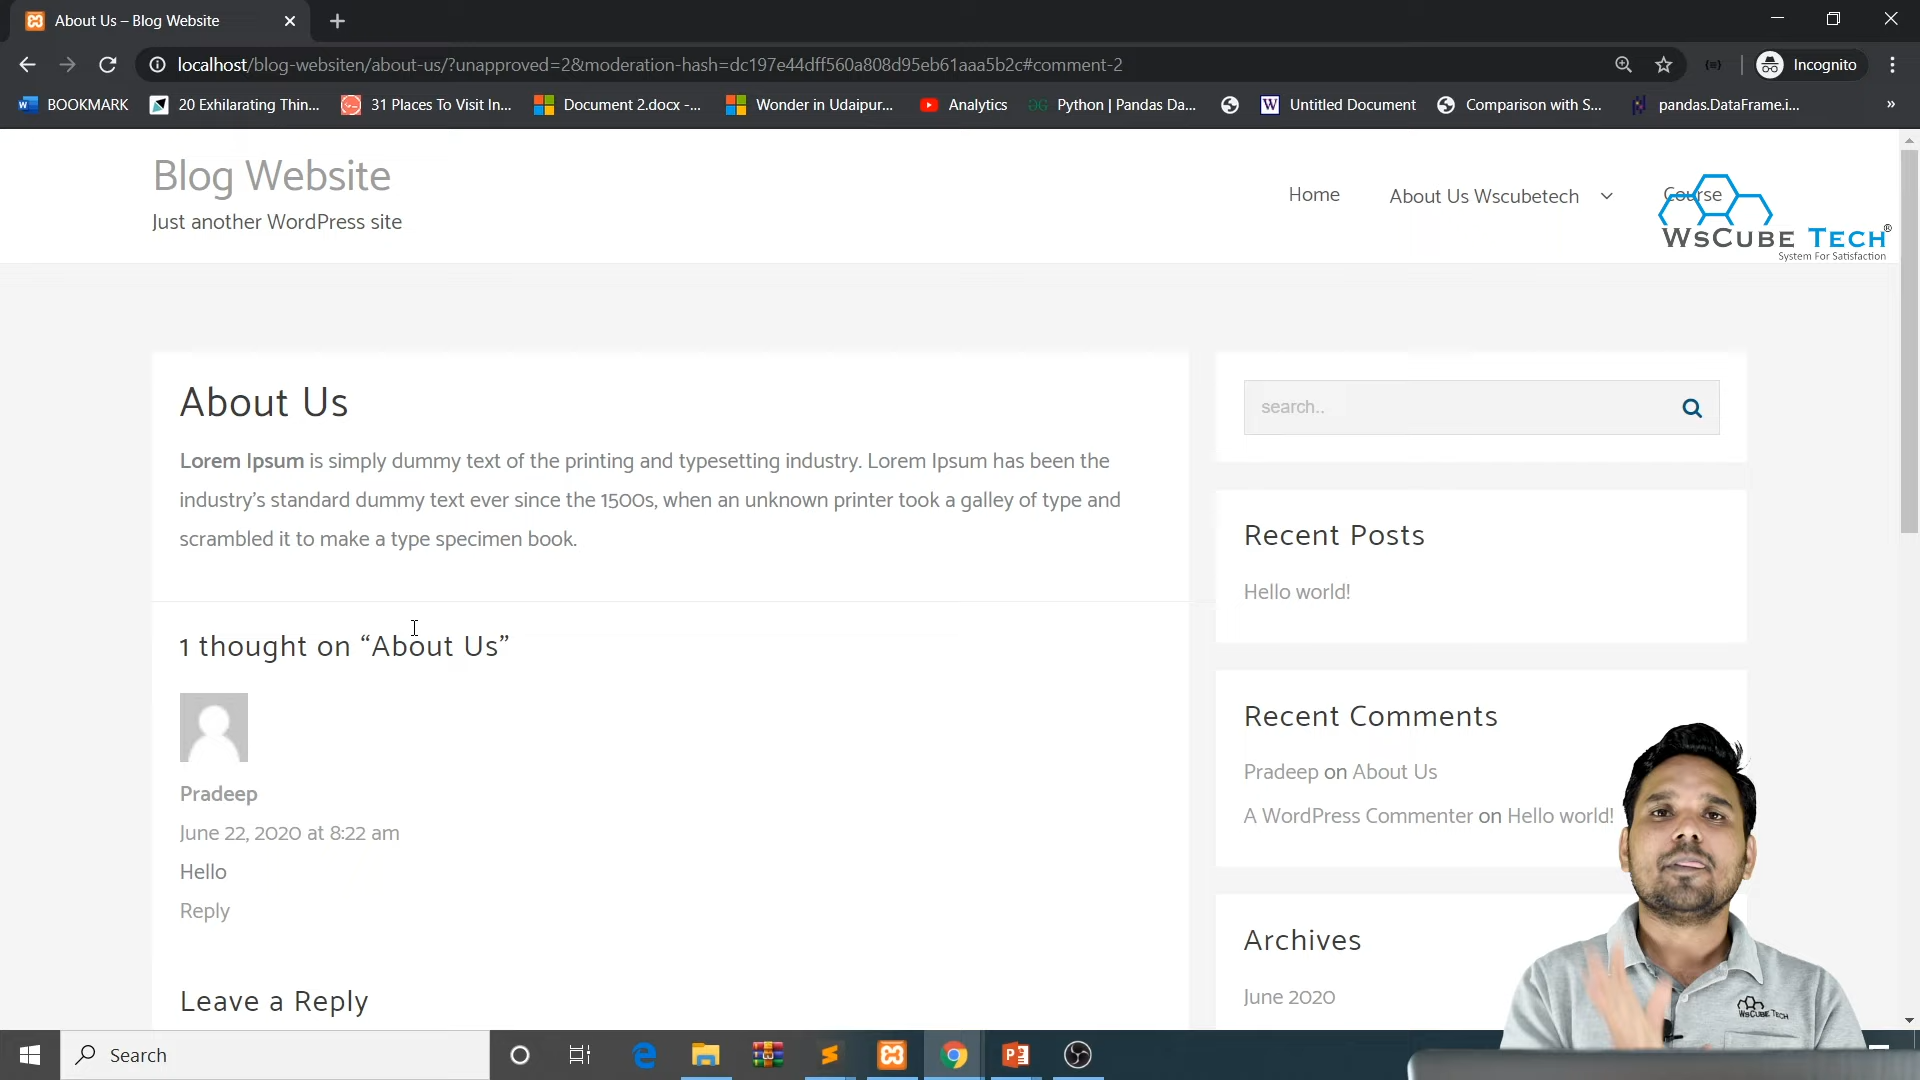 About Us – Blog Website
localhost/blog-websiten/about-us/?unapproved=2&moderation-hash=dc197e44dff560a808d95eb61aaa5b2c#comment-2
Incognito
BOOKMARK
20 Exhilarating Thin...
31 Places To Visit In...
Document 2.docx -...
Wonder in Udaipur...
Analytics
Python | Pandas Da...
Untitled Document
Comparison with S...
pandas.DataFrame.i...
Blog Website
Just another WordPress site
Home
About Us Wscubetech
Course
WSCUBE TECH®
System For Satisfaction
About Us
Lorem Ipsum is simply dummy text of the printing and typesetting industry. Lorem Ipsum has been the
industry's standard dummy text ever since the 1500s, when an unknown printer took a galley of type and
scrambled it to make a type specimen book.
1 thought on “About Us”
Pradeep
June 22, 2020 at 8:22 am
Hello
Reply
Leave a Reply
search..
Recent Posts
Hello world!
Recent Comments
Pradeep on About Us
A WordPress Commenter on Hello world!
Archives
June 2020
WSCUBE TECH
Search